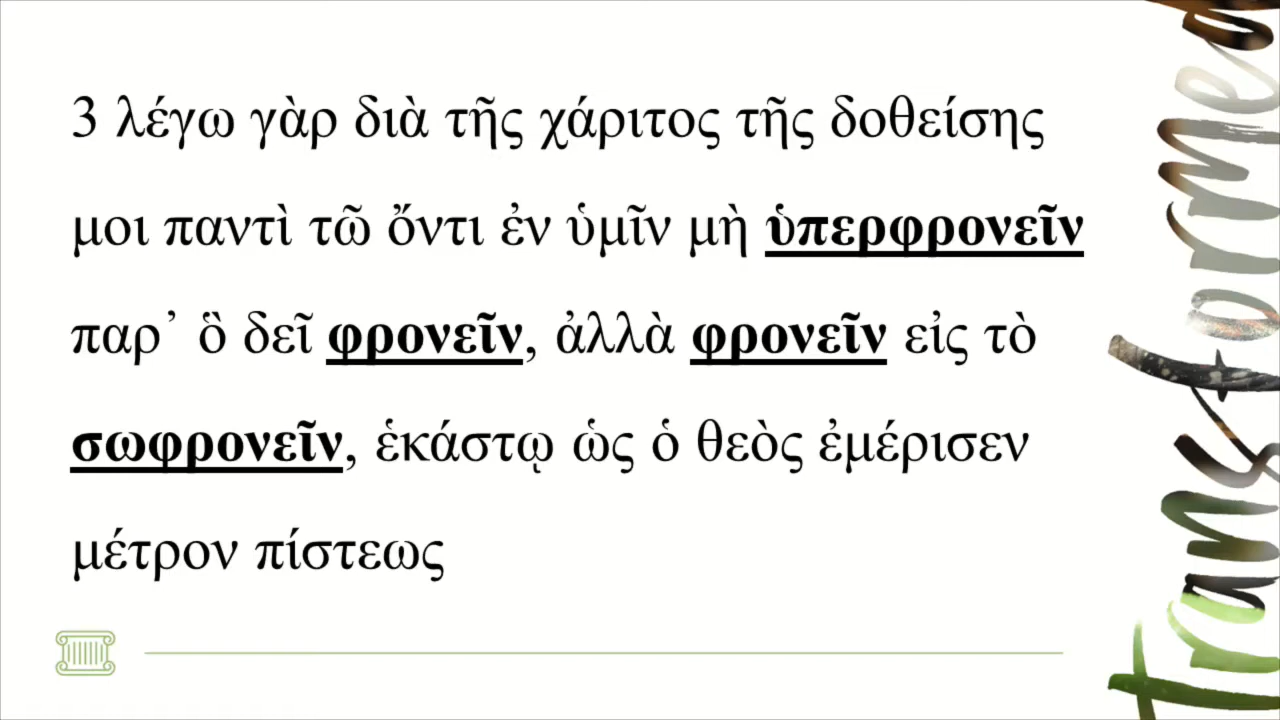 3 λέγω γὰρ διὰ τῆς χάριτος τῆς δοθείσης
μοι παντὶ τῶ ὄντι ἐν ὑμῖν μὴ ὑπερφρονεῖν
παρ᾽ ὃ δεῖ φρονεῖν, ἀλλὰ φρονεῖν εἰς τὸ
σωφρονεῖν, ἑκάστῳ ὡς ὁ θεὸς ἐμέρισεν
μέτρον πίστεως
Transformed